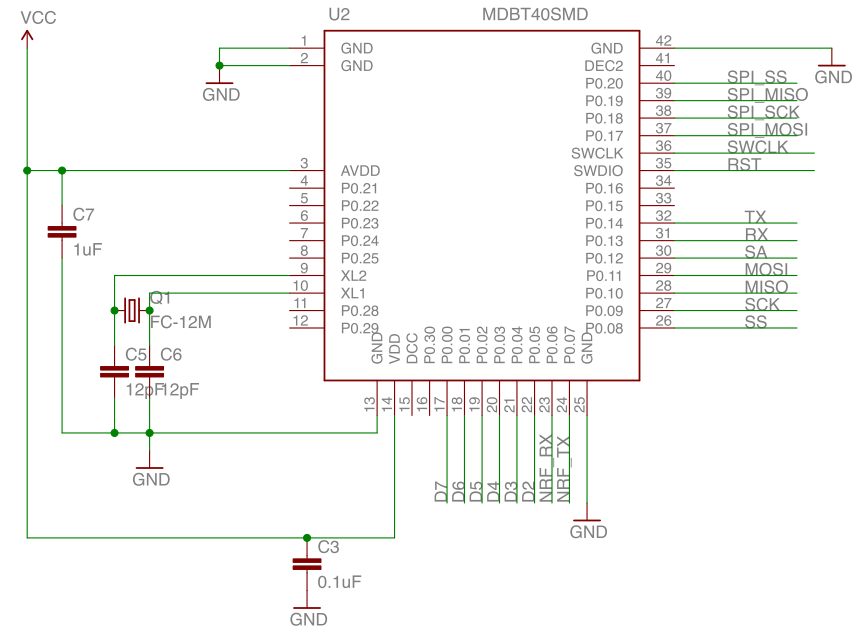 VCC
U2
MDBT40SMD
1 GND
2 GND
GND
3 AVDD
4 P0.21
5 P0.22
6 P0.23
7 P0.24
8 P0.25
9 XL2
10 XL1
11 P0.28
12 P0.29
GND 42
GND
DEC2 41
P0.20 40 SPI_SS
P0.19 39 SPI_MISO
P0.18 38 SPI_SCK
P0.17 37 SPI_MOSI
SWCLK 36 SWCLK
SWDIO 35 RST
P0.16 34
P0.15 33
P0.14 32 TX
P0.13 31 RX
P0.12 30 SA
P0.11 29 MOSI
P0.10 28 MISO
P0.09 27 SCK
P0.08 26 SS
C7
1uF
Q1
FC-12M
C5
12pF
C6
12pF
GND
GND 13
VDD 14
DCC 15
P0.30 16
P0.00 17 D7
P0.01 18 D6
P0.02 19 D5
P0.03 20 D4
P0.04 21 D3
P0.05 22 D2
P0.06 23 NRF_RX
P0.07 24 NRF_TX
GND 25
GND
C3
0.1uF
GND